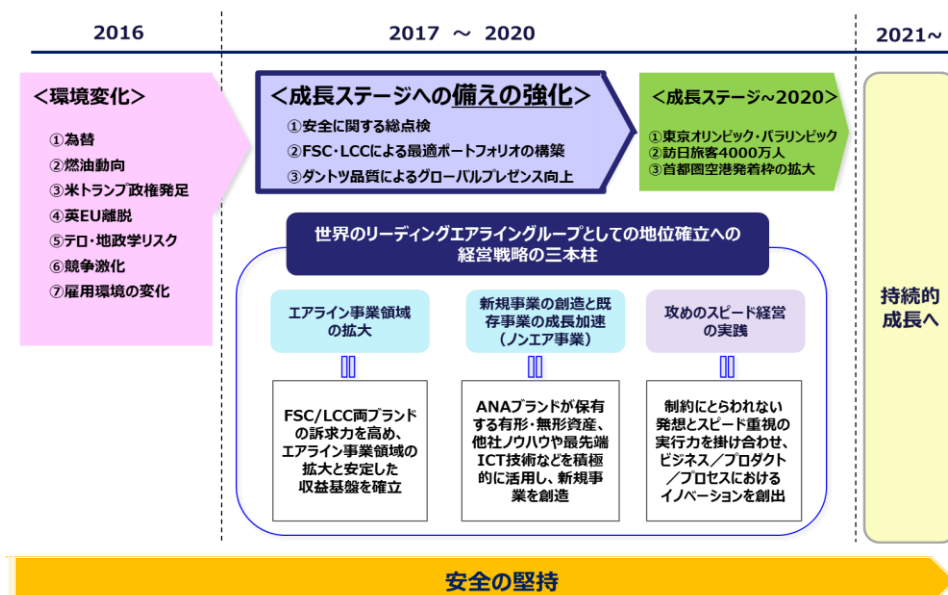 2016
2017 ～ 2020
2021~
＜環境変化＞
①為替
②燃油動向
③米トランプ政権発足
④英EU離脱
⑤テロ・地政学リスク
⑥競争激化
⑦雇用環境の変化
＜成長ステージへの備えの強化＞
①安全に関する総点検
②FSC・LCCによる最適ポートフォリオの構築
③ダントツ品質によるグローバルプレゼンス向上
＜成長ステージ~2020＞
①東京オリンピック・パラリンピック
②訪日旅客4000万人
③首都圏空港発着枠の拡大
世界のリーディングエアライングループとしての地位確立への
経営戦略の三本柱
エアライン事業領域
の拡大
FSC/LCC両ブランド
の訴求力を高め、
エアライン事業領域の
拡大と安定した
収益基盤を確立
新規事業の創造と既
存事業の成長加速
（ノンエア事業）
ANAブランドが保有
する有形・無形資産、
他社ノウハウや最先端
ICT技術などを積極
的に活用し、新規事
業を創造
攻めのスピード経営
の実践
制約にとらわれない
発想とスピード重視の
実行力を掛け合わせ、
ビジネス／プロダクト
／プロセスにおける
イノベーションを創出
持続的
成長へ
安全の堅持